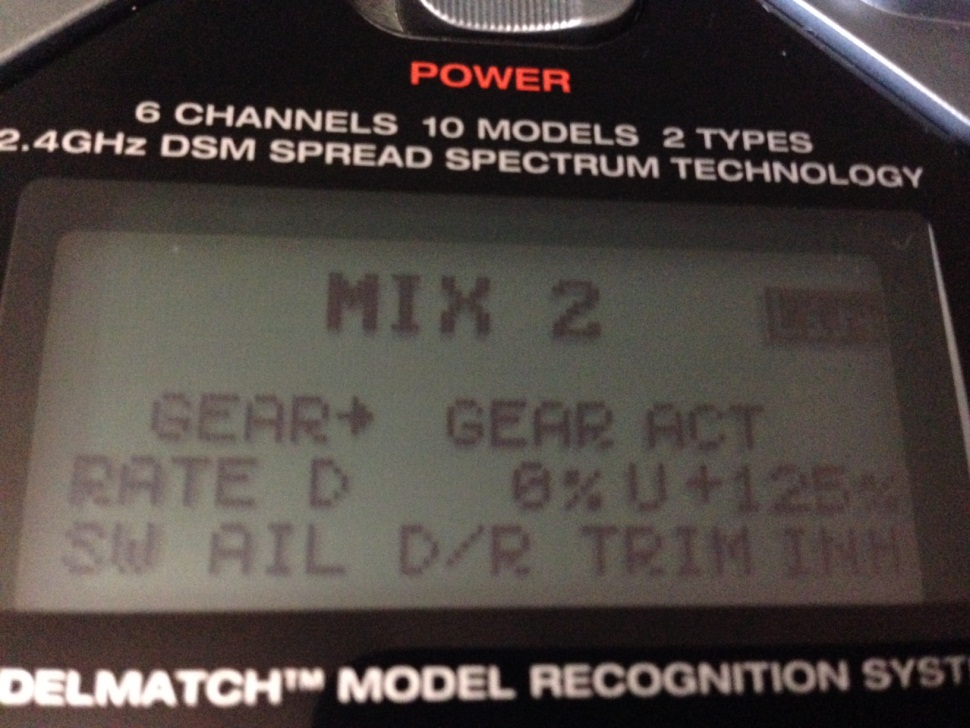 POWER
6 CHANNELS 10 MODELS 2 TYPES
2.4GHz DSM SPREAD SPECTRUM TECHNOLOGY
MIX 2
GEAR→ GEAR ACT
RATE D 0% U +125%
SW AIL D/R TRIM INH
DELMATCH™ MODEL RECOGNITION SYST